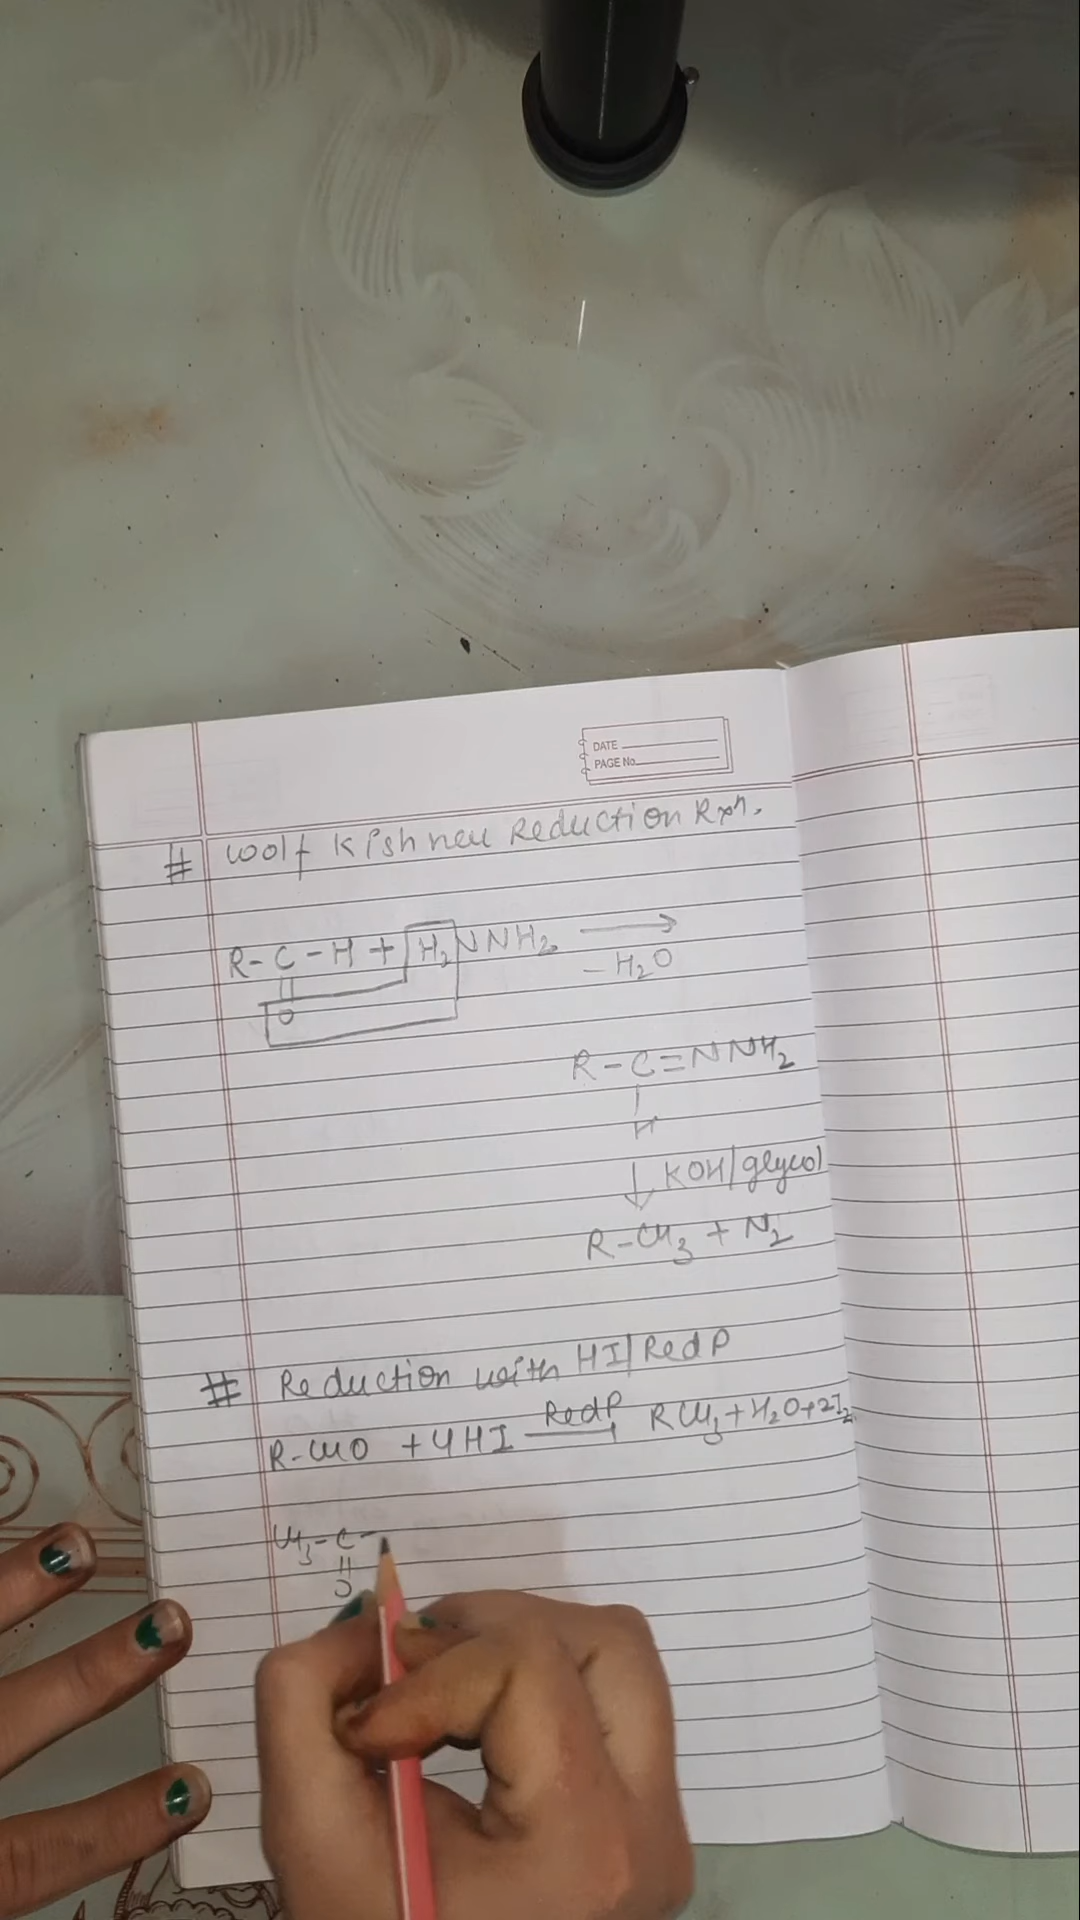 DATE
PAGE No.
# Wolf Kishner Reduction Rxn.
R-C-H + H2NNH2 →
||
O
-H2O
R-C=NNH2
|
H
↓ KOH/glycol
R-CH3 + N2
# Reduction with HI/Red P
R-CHO + 4HI Red P → RCH3 + H2O + 2I2
CH3-C-
||
O